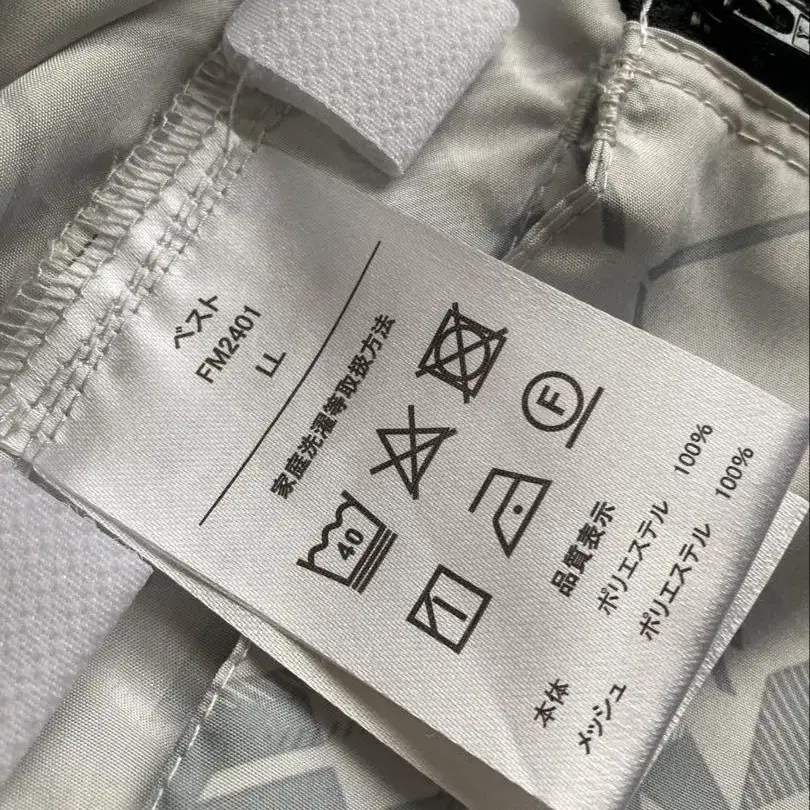 ベスト
FM2401
LL
家庭洗濯等取扱方法
40
F
品質表示
本体 ポリエステル 100%
メッシュ ポリエステル 100%